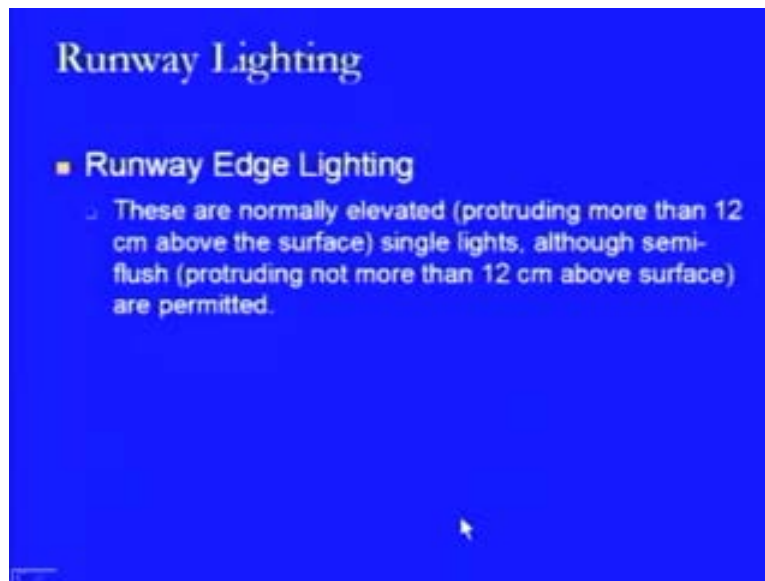 Runway Lighting
Runway Edge Lighting
These are normally elevated (protruding more than 12
cm above the surface) single lights, although semi-
flush (protruding not more than 12 cm above surface)
are permitted.